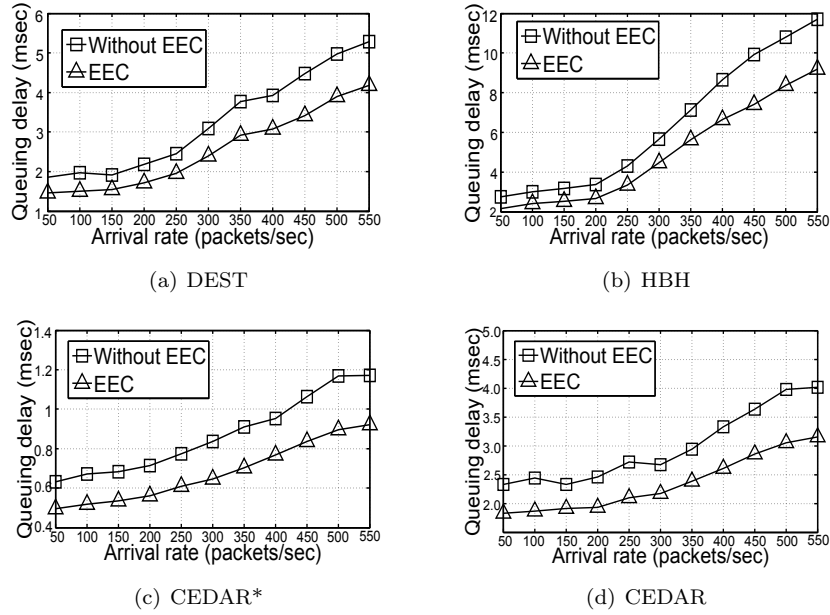 6
5
4
3
2
1
Queuing delay (msec)
Without EEC
EEC
50 100 150 200 250 300 350 400 450 500 550
Arrival rate (packets/sec)
(a) DEST
12
10
8
6
4
2
Queuing delay (msec)
Without EEC
EEC
50 100 150 200 250 300 350 400 450 500 550
Arrival rate (packets/sec)
(b) HBH
1.4
1.2
1
0.8
0.6
0.4
Queuing delay (msec)
Without EEC
EEC
50 100 150 200 250 300 350 400 450 500 550
Arrival rate (packets/sec)
(c) CEDAR*
5.0
4.5
4.0
3.5
3.0
2.5
2.0
Queuing delay (msec)
Without EEC
EEC
50 100 150 200 250 300 350 400 450 500 550
Arrival rate (packets/sec)
(d) CEDAR